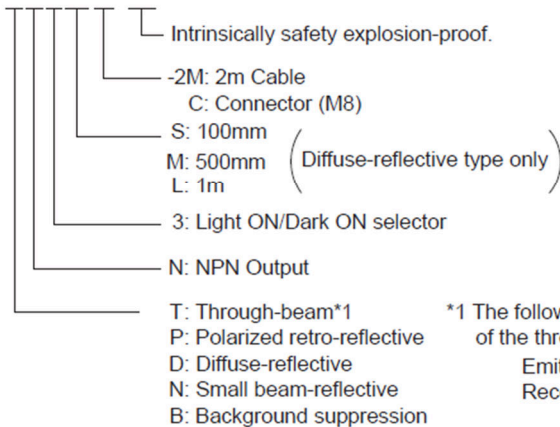 Intrinsically safety explosion-proof.
-2M: 2m Cable
C: Connector (M8)
S: 100mm
M: 500mm (Diffuse-reflective type only)
L: 1m
3: Light ON/Dark ON selector
N: NPN Output
T: Through-beam*1 *1 The follow
P: Polarized retro-reflective of the thr
D: Diffuse-reflective Emit
N: Small beam-reflective Rec
B: Background suppression